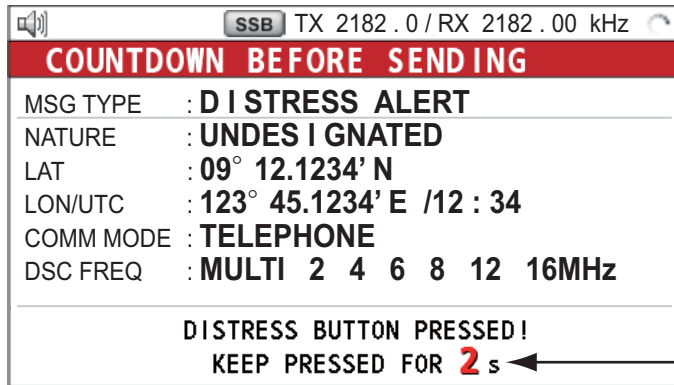 SSB TX 2182 . 0 / RX 2182 . 00 kHz
COUNTDOWN BEFORE SENDING
MSG TYPE : DISTRESS ALERT
NATURE : UNDESIGNATED
LAT : 09° 12.1234' N
LON/UTC : 123° 45.1234' E /12 : 34
COMM MODE : TELEPHONE
DSC FREQ : MULTI 2 4 6 8 12 16MHz
DISTRESS BUTTON PRESSED!
KEEP PRESSED FOR 2 s